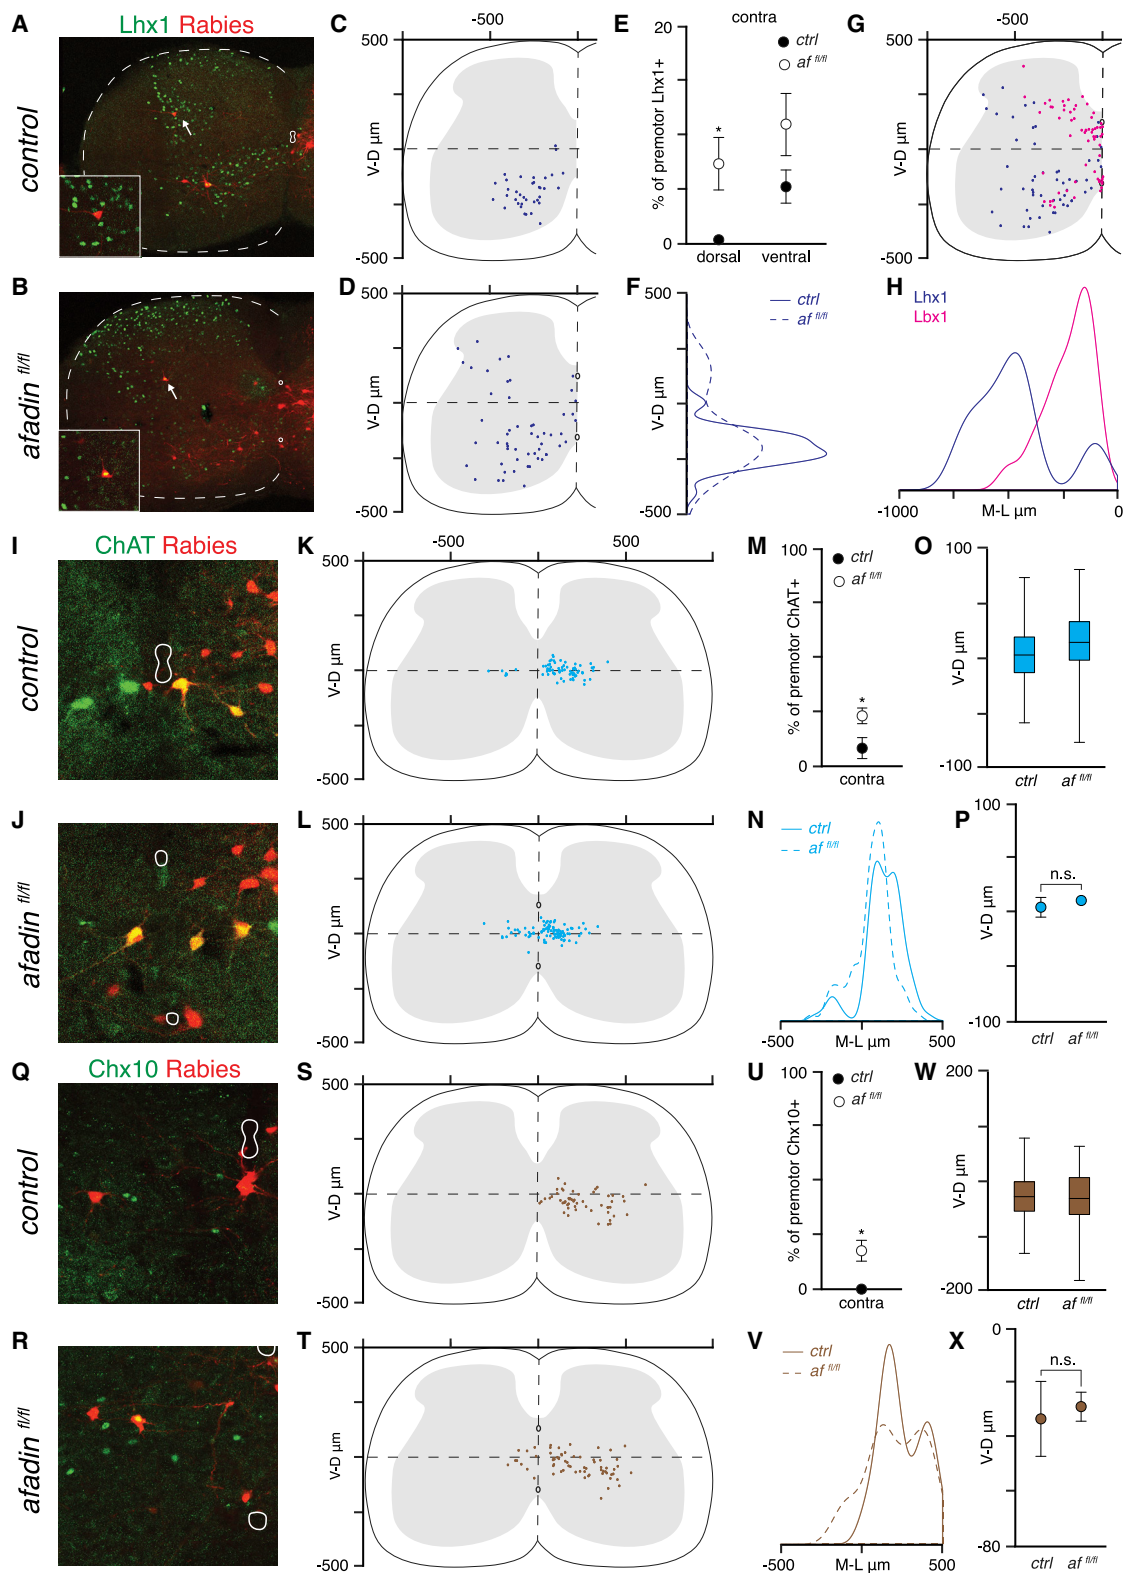 A
Lhx1 Rabies
control
B
afadin fl/fl
C
-500
500
V-D µm
-500
D
500
V-D µm
-500
E
contra
20
ctrl
af fl/fl
% of premotor Lhx1+
*
0
dorsal
ventral
F
500
ctrl
af fl/fl
V-D µm
-500
G
-500
500
V-D µm
-500
H
Lhx1
Lbx1
-1000
M-L µm
0
I
ChAT Rabies
control
J
afadin fl/fl
K
-500
500
500
V-D µm
-500
L
500
V-D µm
-500
M
100
ctrl
af fl/fl
% of premotor ChAT+
*
0
contra
N
ctrl
af fl/fl
-500
0
500
M-L µm
O
100
V-D µm
-100
ctrl
af fl/fl
P
100
n.s.
V-D µm
-100
ctrl
af fl/fl
Q
Chx10 Rabies
control
R
afadin fl/fl
S
500
V-D µm
-500
T
500
V-D µm
-500
U
100
ctrl
af fl/fl
% of premotor Chx10+
*
0
contra
V
ctrl
af fl/fl
-500
0
500
M-L µm
W
200
V-D µm
-200
ctrl
af fl/fl
X
0
n.s.
V-D µm
-80
ctrl
af fl/fl